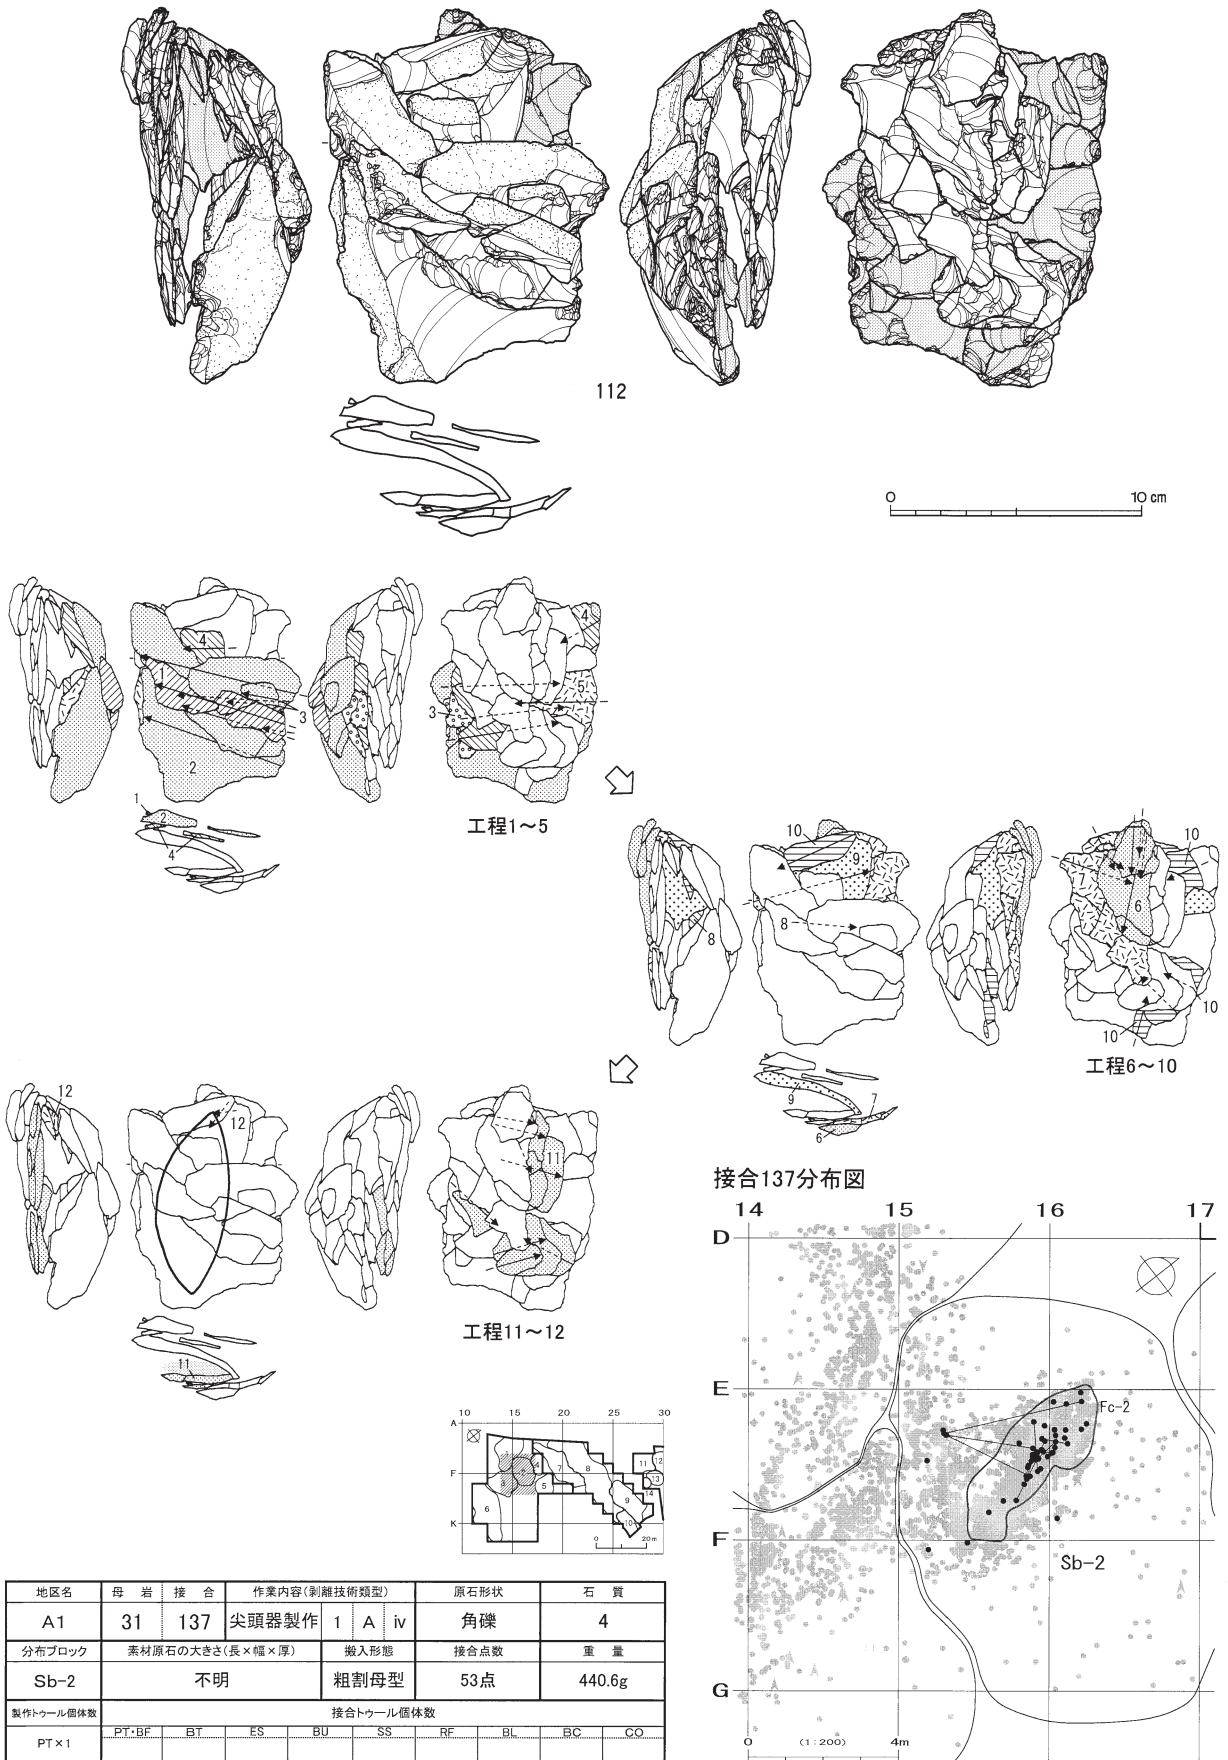 112
0 10 cm
4
1
2
3
4
5
3
1
2
4
工程1～5
10
9
8
8
7
6
10
10
10
9
7
6
工程6～10
12
12
11
11
工程11～12
接合137分布図
14 15 16 17
D
E
Fc-2
F
Sb-2
G
0 (1:200) 4m
10 15 20 25 30
A
F
K
4
5
6
7
8
9
10
11
12
13
14
0 20m
地区名 母岩 接合 作業内容(剥離技術類型) 原石形状 石質
A1 31 137 尖頭器製作 1 A ⅳ 角礫 4
分布ブロック 素材原石の大きさ(長×幅×厚) 搬入形態 接合点数 重量
Sb-2 不明 粗割母型 53点 440.6g
製作トゥール個体数 接合トゥール個体数
PT・BF BT ES BU SS RF BL BC CO
PT×1